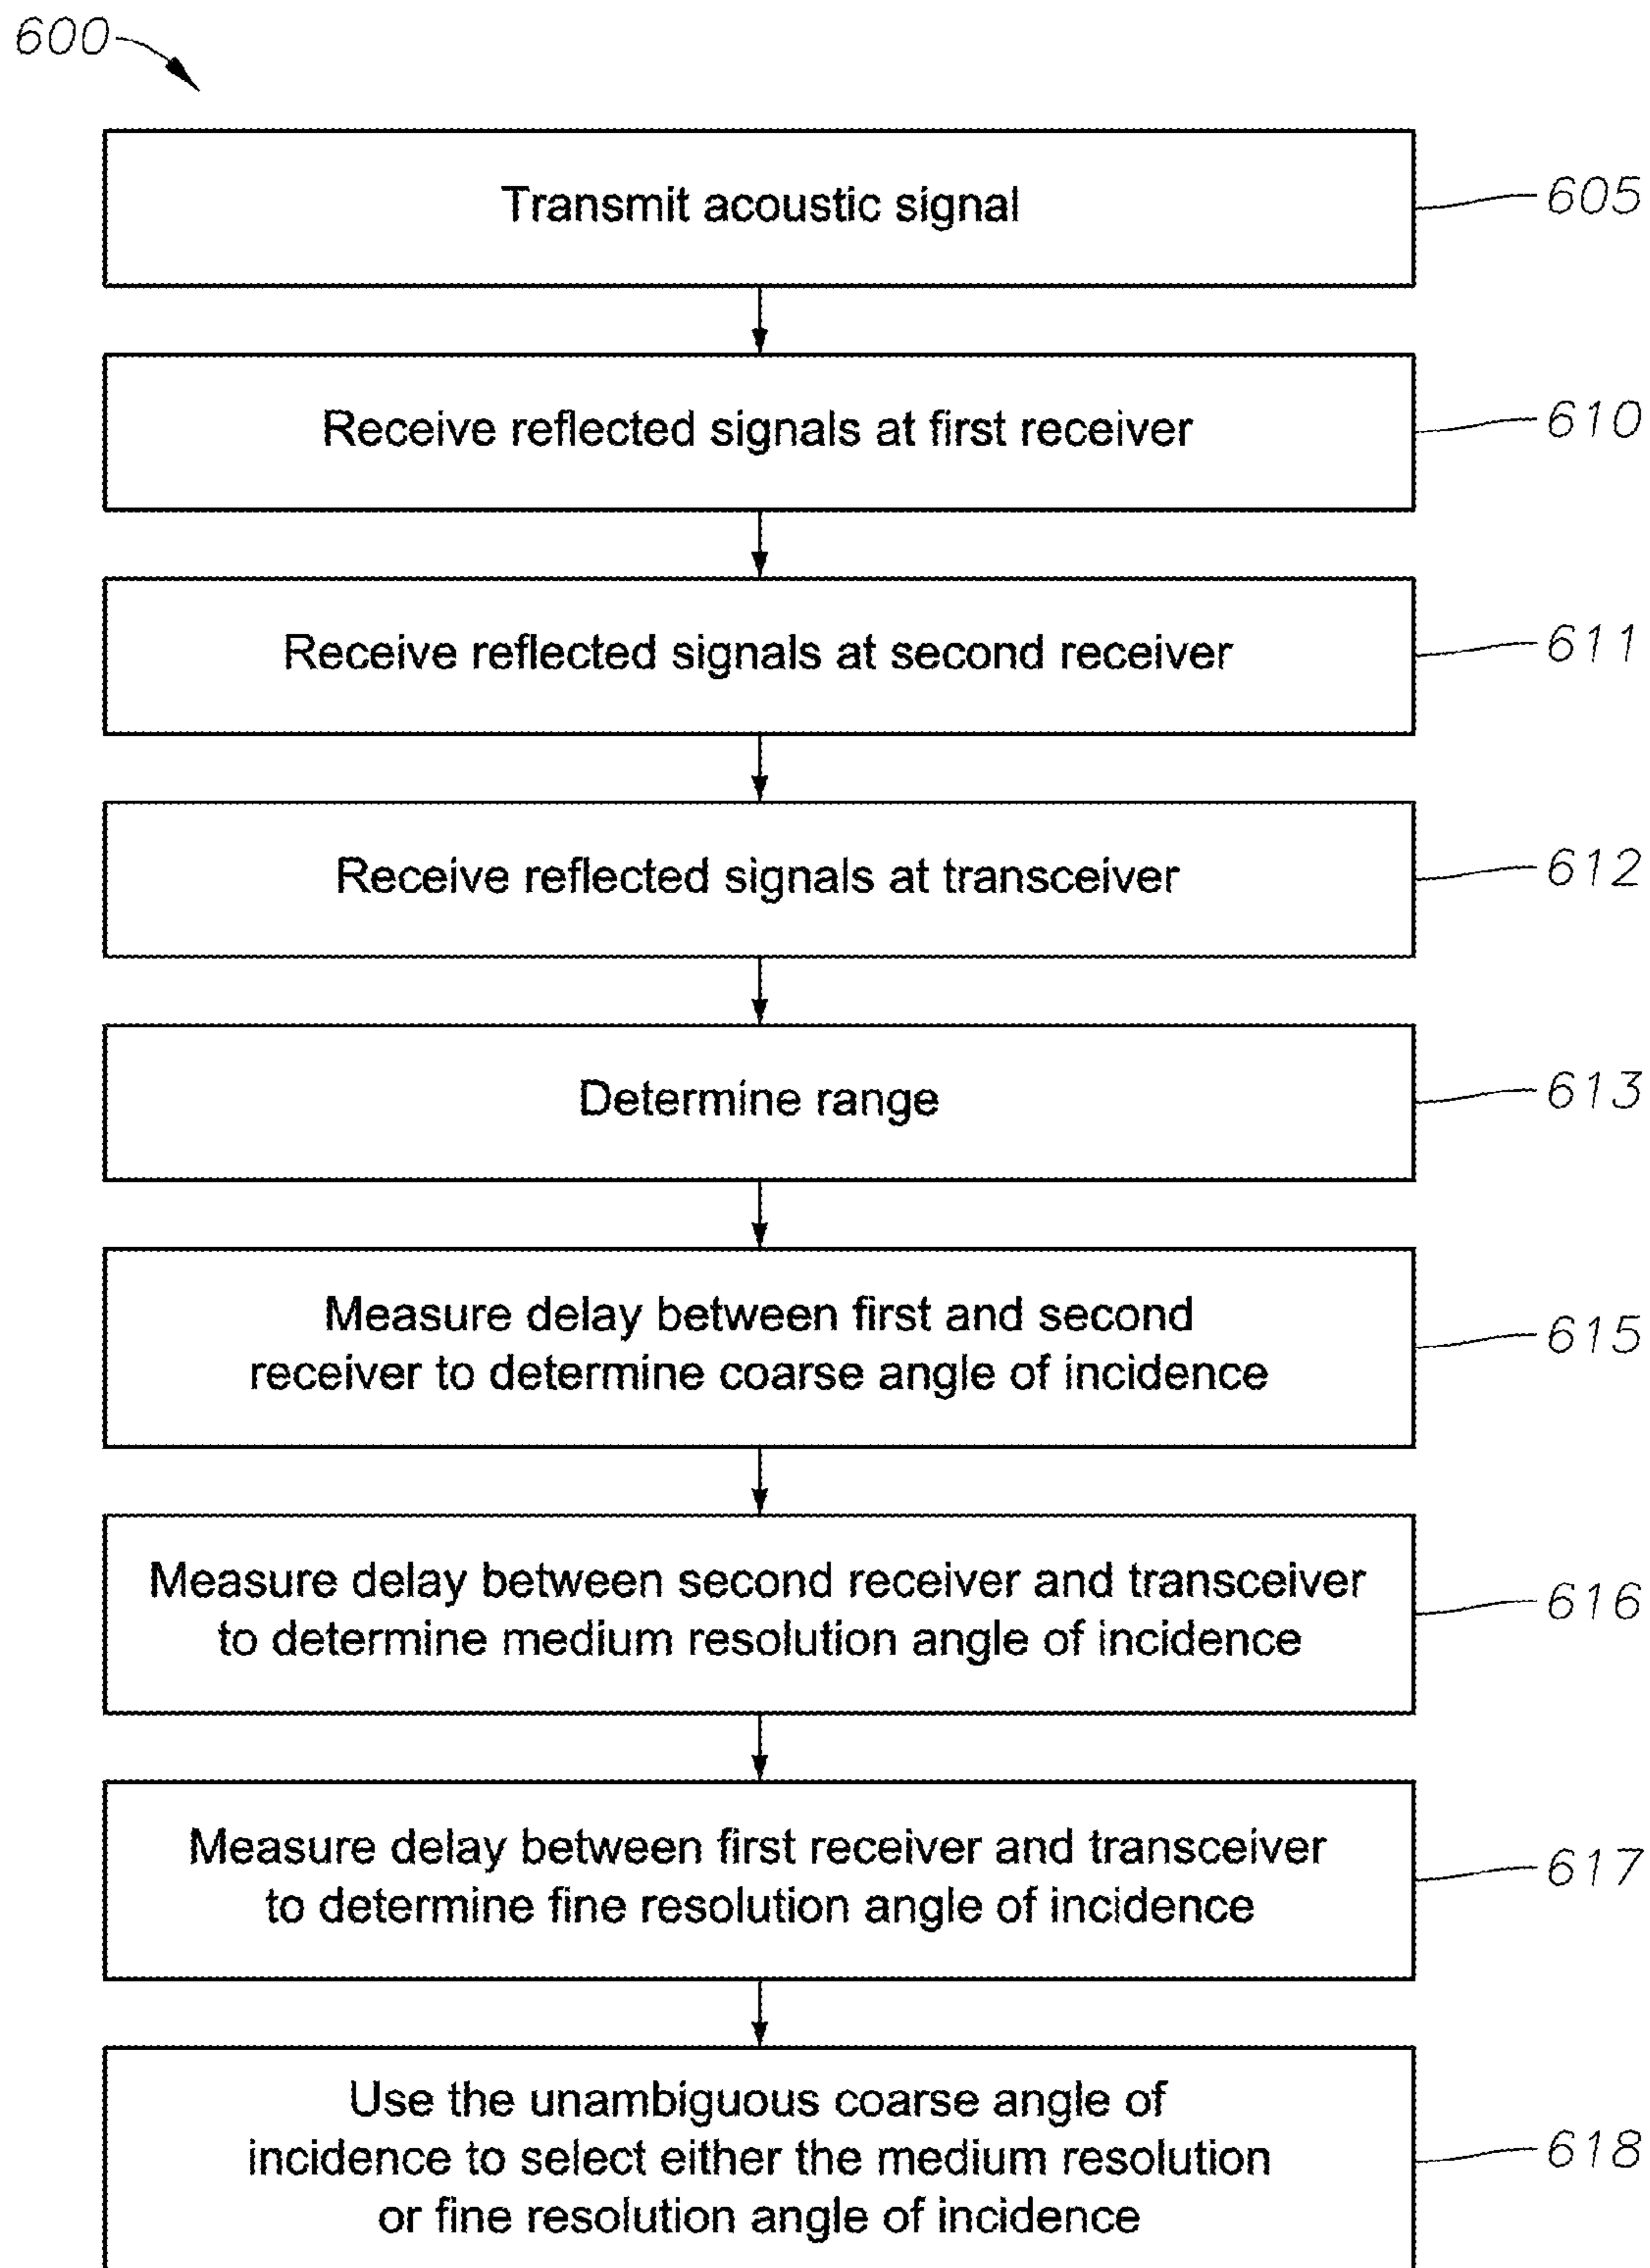 600
Transmit acoustic signal
605
Receive reflected signals at first receiver
610
Receive reflected signals at second receiver
611
Receive reflected signals at transceiver
612
Determine range
613
Measure delay between first and second
receiver to determine coarse angle of incidence
615
Measure delay between second receiver and transceiver
to determine medium resolution angle of incidence
616
Measure delay between first receiver and transceiver
to determine fine resolution angle of incidence
617
Use the unambiguous coarse angle of
incidence to select either the medium resolution
or fine resolution angle of incidence
618